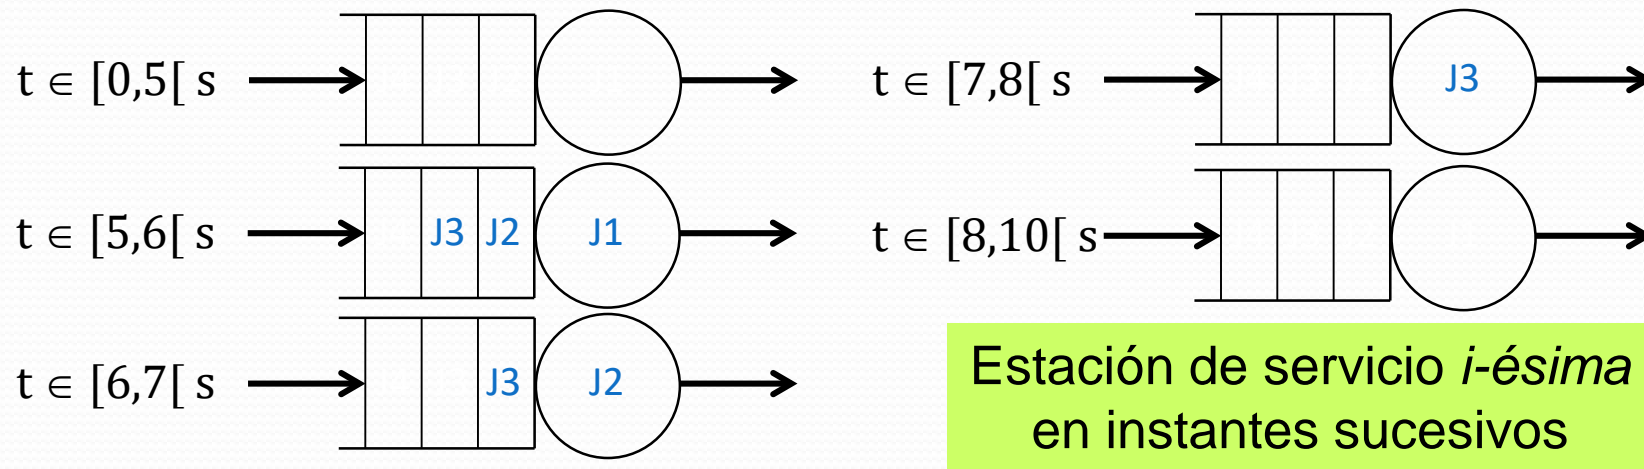 t ∈ [0,5[ s
t ∈ [5,6[ s
J3 J2 J1
t ∈ [6,7[ s
J3 J2
t ∈ [7,8[ s
J3
t ∈ [8,10[ s
Estación de servicio i-ésima
en instantes sucesivos